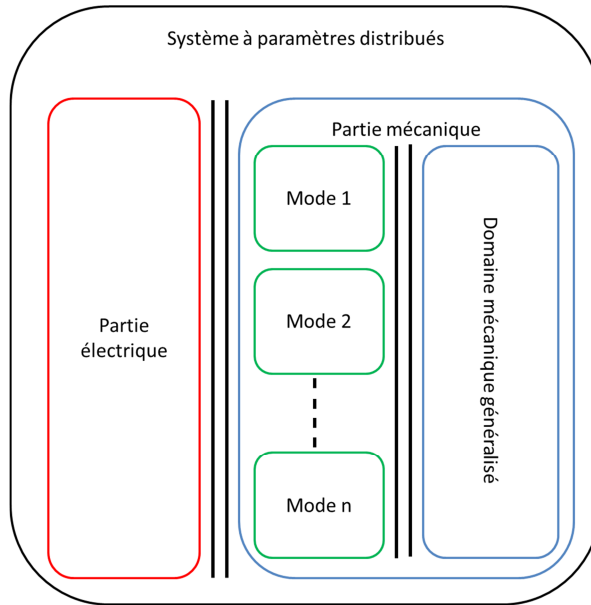 Système à paramètres distribués
Partie
électrique
Partie mécanique
Mode 1
Mode 2
Mode n
Domaine mécanique généralisé